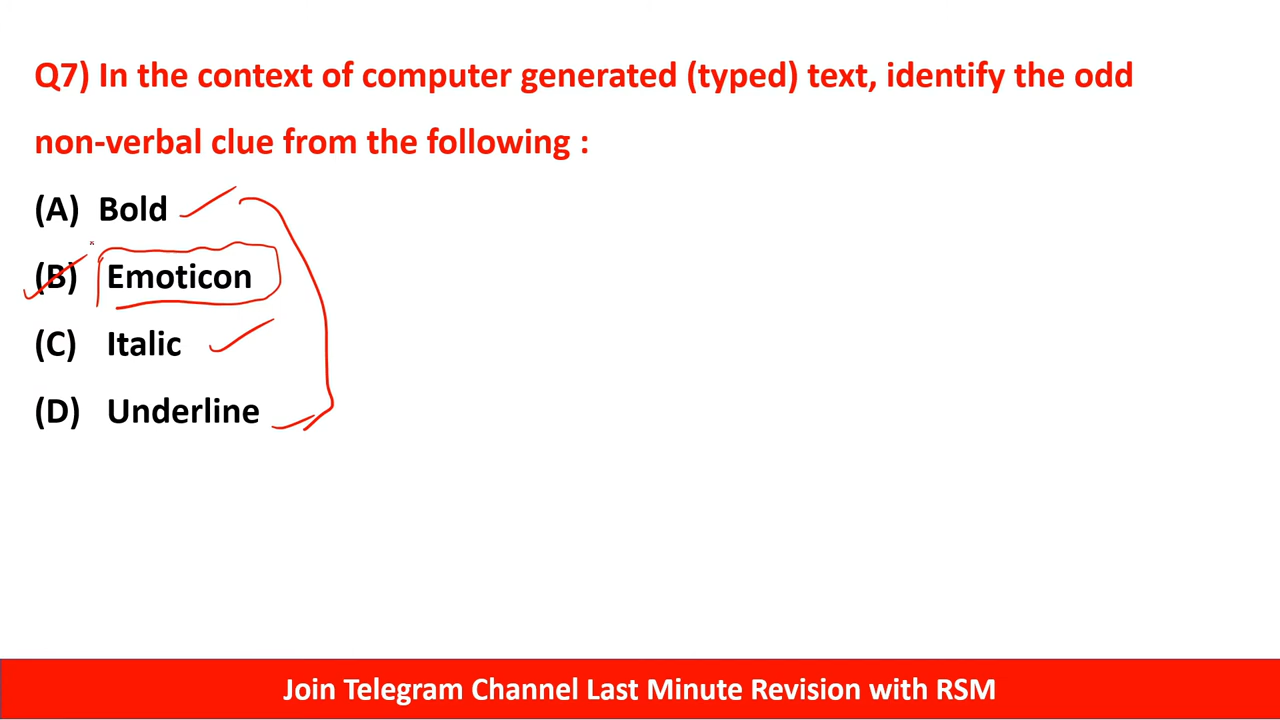 Q7) In the context of computer generated (typed) text, identify the odd
non-verbal clue from the following :
(A) Bold
(B) Emoticon
(C) Italic
(D) Underline
Join Telegram Channel Last Minute Revision with RSM